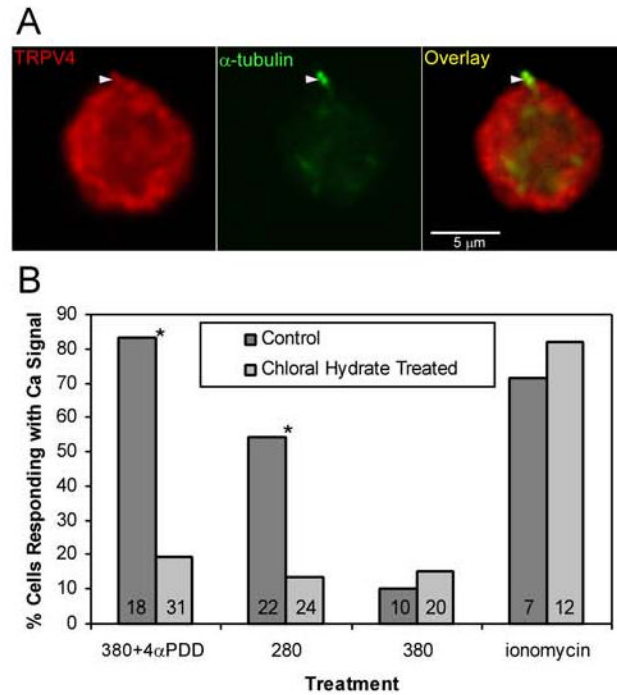 A
TRPV4
α-tubulin
Overlay
5 μm
B
% Cells Responding with Ca Signal
90
80
70
60
50
40
30
20
10
0
Control
Chloral Hydrate Treated
*
*
18
31
22
24
10
20
7
12
380+4αPDD
280
380
ionomycin
Treatment